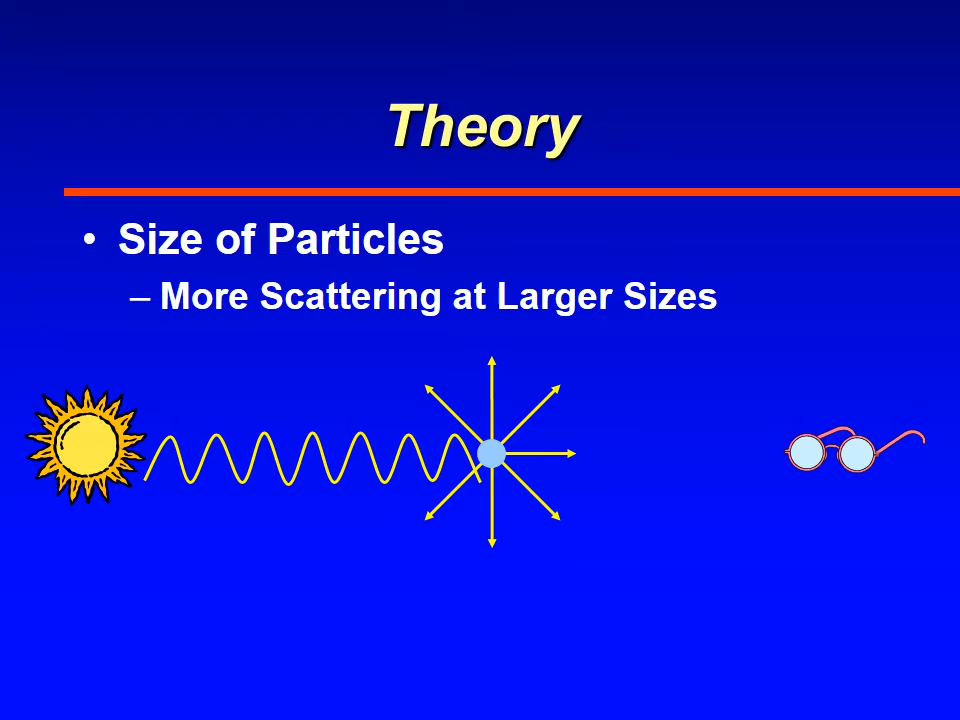 Theory
• Size of Particles
– More Scattering at Larger Sizes